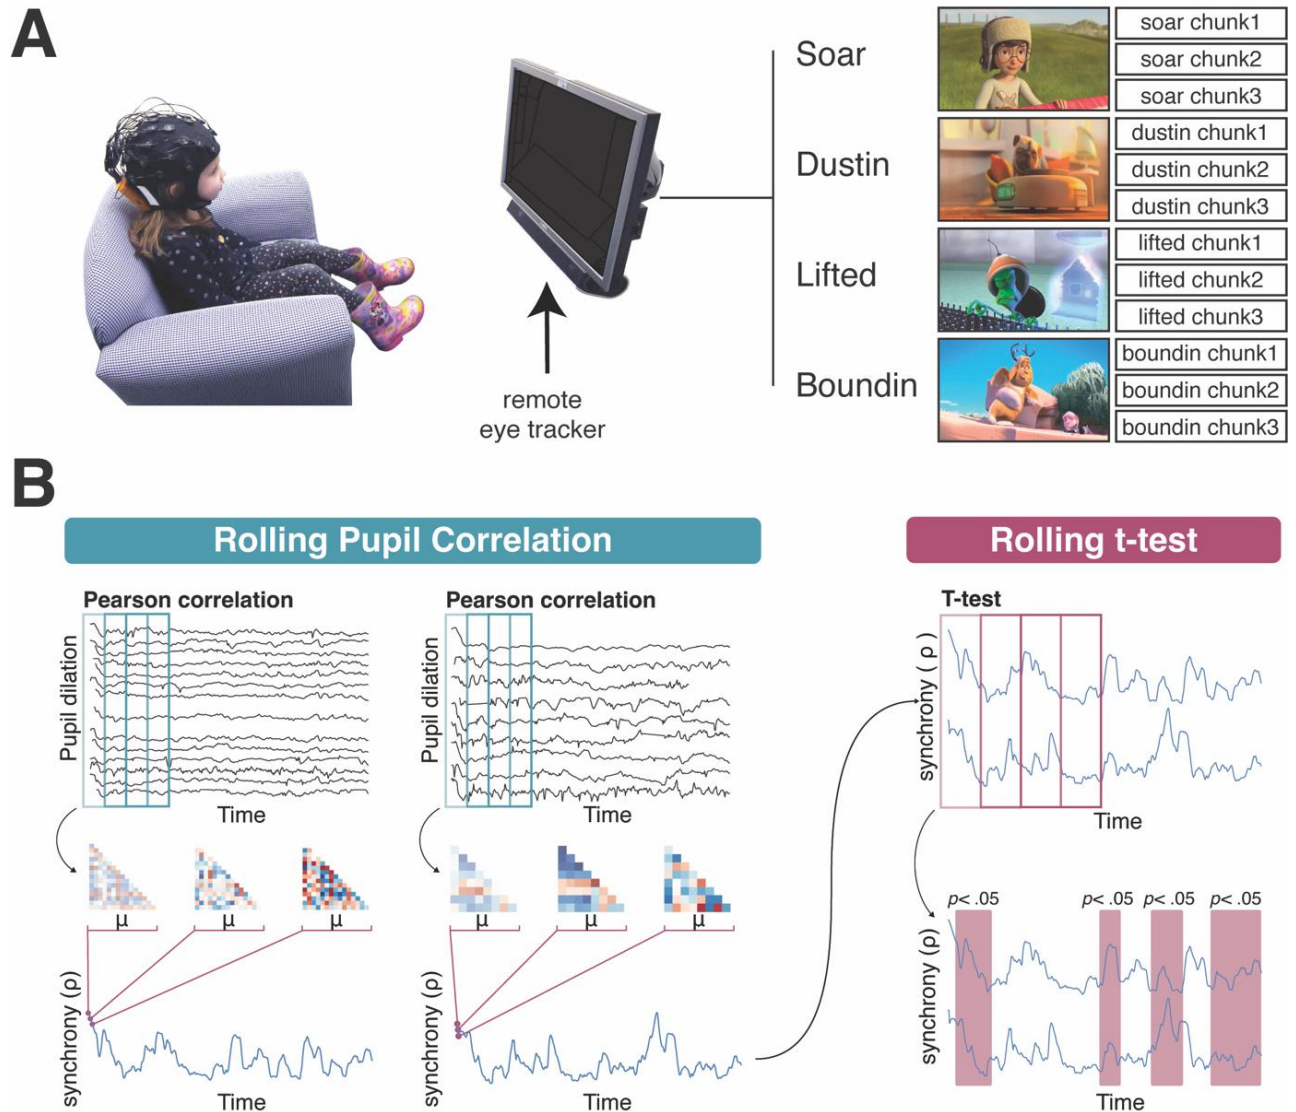 A
Soar
Dustin
Lifted
Boundin
soar chunk1
soar chunk2
soar chunk3
dustin chunk1
dustin chunk2
dustin chunk3
lifted chunk1
lifted chunk2
lifted chunk3
boundin chunk1
boundin chunk2
boundin chunk3
remote
eye tracker
B
Rolling Pupil Correlation
Pearson correlation
Pupil dilation
Time
μ μ μ
synchrony (ρ)
Time
Pearson correlation
Pupil dilation
Time
μ μ μ
synchrony (ρ)
Time
Rolling t-test
T-test
synchrony ( ρ )
Time
p< .05 p< .05 p< .05 p< .05
synchrony (ρ)
synchrony (ρ)
Time